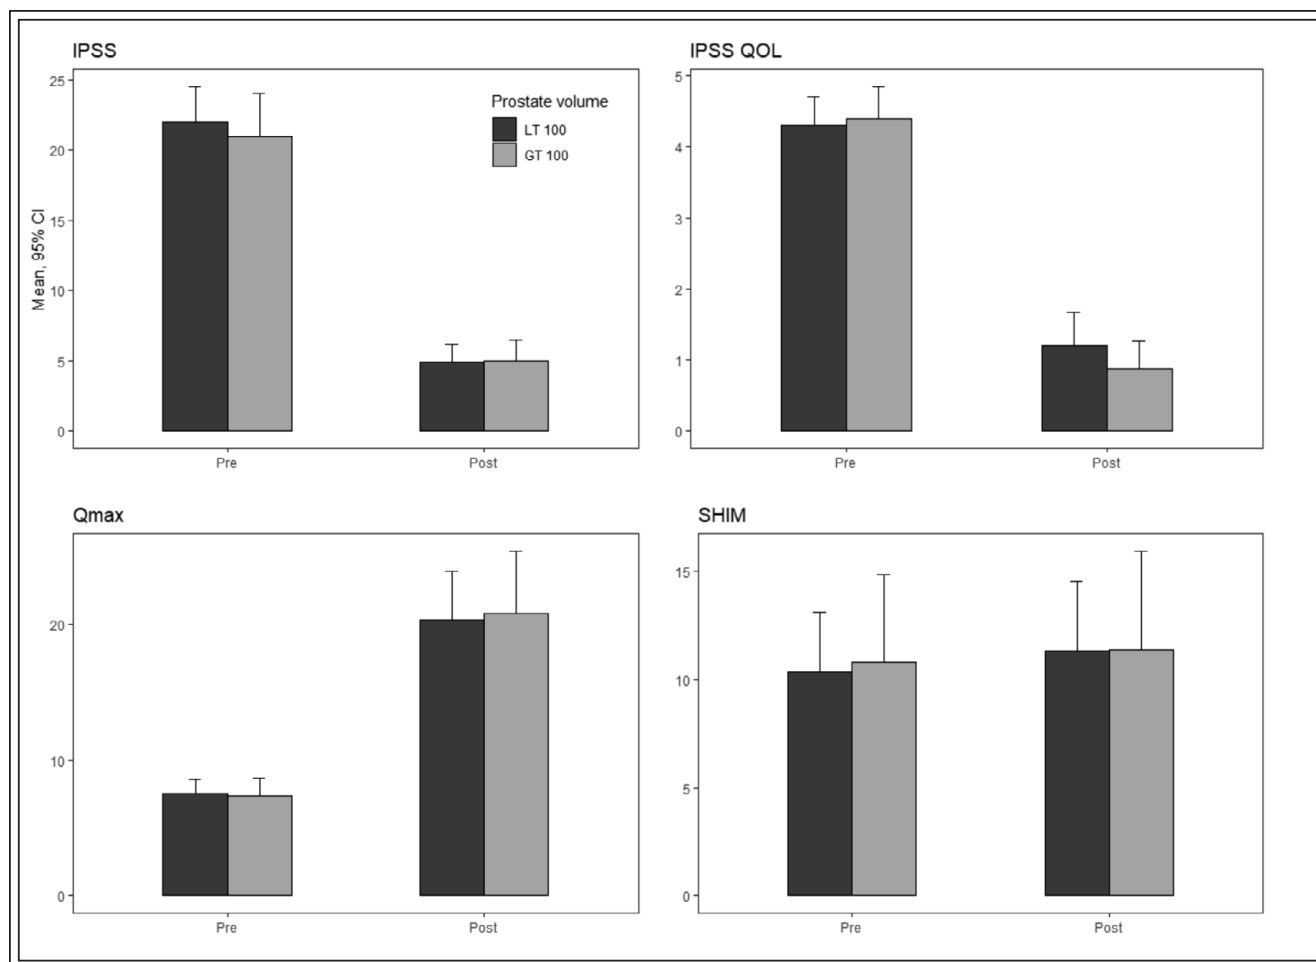 IPSS
25
20
15
10
5
0
Mean, 95% CI
Prostate volume
LT 100
GT 100
Pre
Post
IPSS QOL
5
4
3
2
1
0
Pre
Post
Qmax
20
10
0
Pre
Post
SHIM
15
10
5
0
Pre
Post